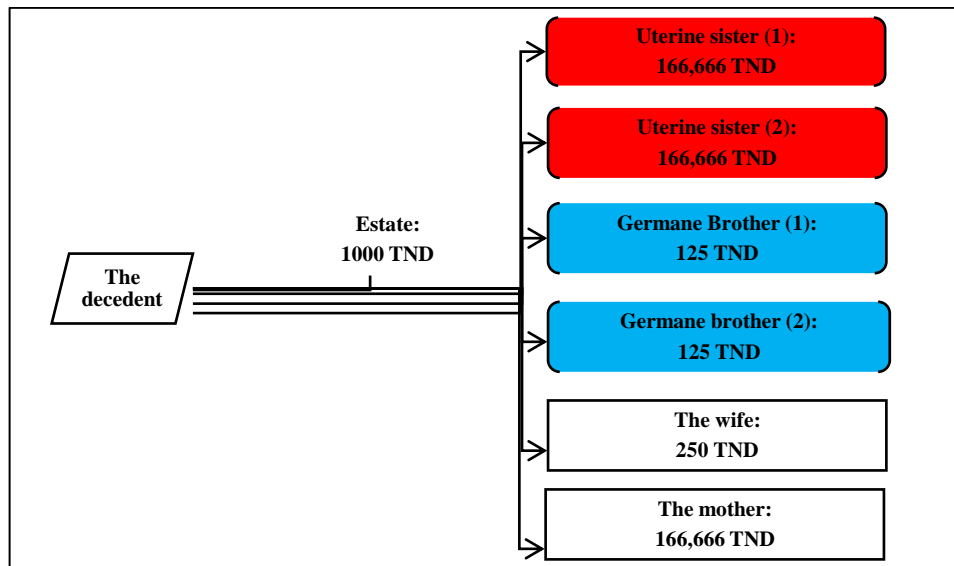 Uterine sister (1):
166,666 TND
Uterine sister (2):
166,666 TND
Estate:
1000 TND
Germane Brother (1):
125 TND
The
decedent
Germane brother (2):
125 TND
The wife:
250 TND
The mother:
166,666 TND